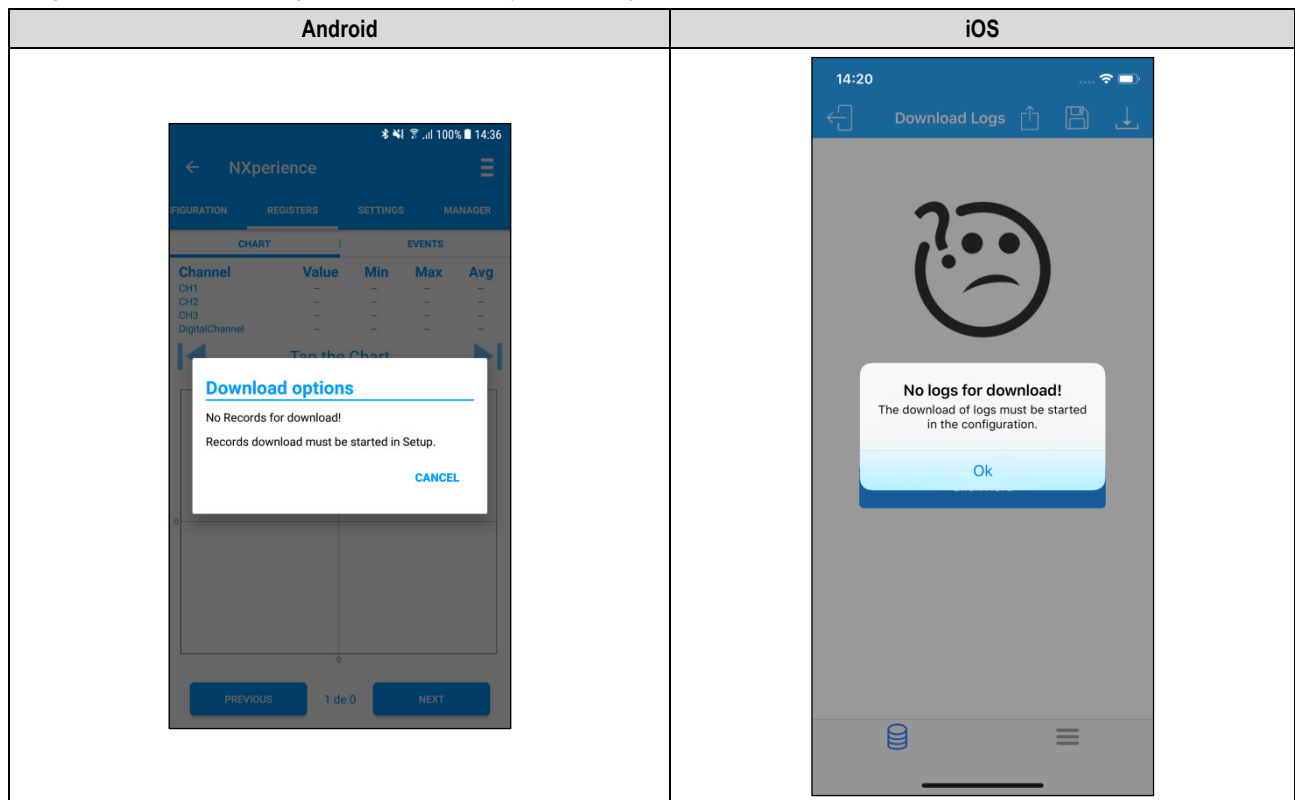 Android
iOS
14:36
100%
NXperience
FIGURATION REGISTERS SETTINGS MANAGER
CHART EVENTS
Channel Value Min Max Avg
CH1 -- -- -- --
CH2 -- -- -- --
CH3 -- -- -- --
DigitalChannel -- -- -- --
Tap the Chart
Download options
No Records for download!
Records download must be started in Setup.
CANCEL
0
0
PREVIOUS 1 de 0 NEXT
14:20
Download Logs
No logs for download!
The download of logs must be started
in the configuration.
Ok